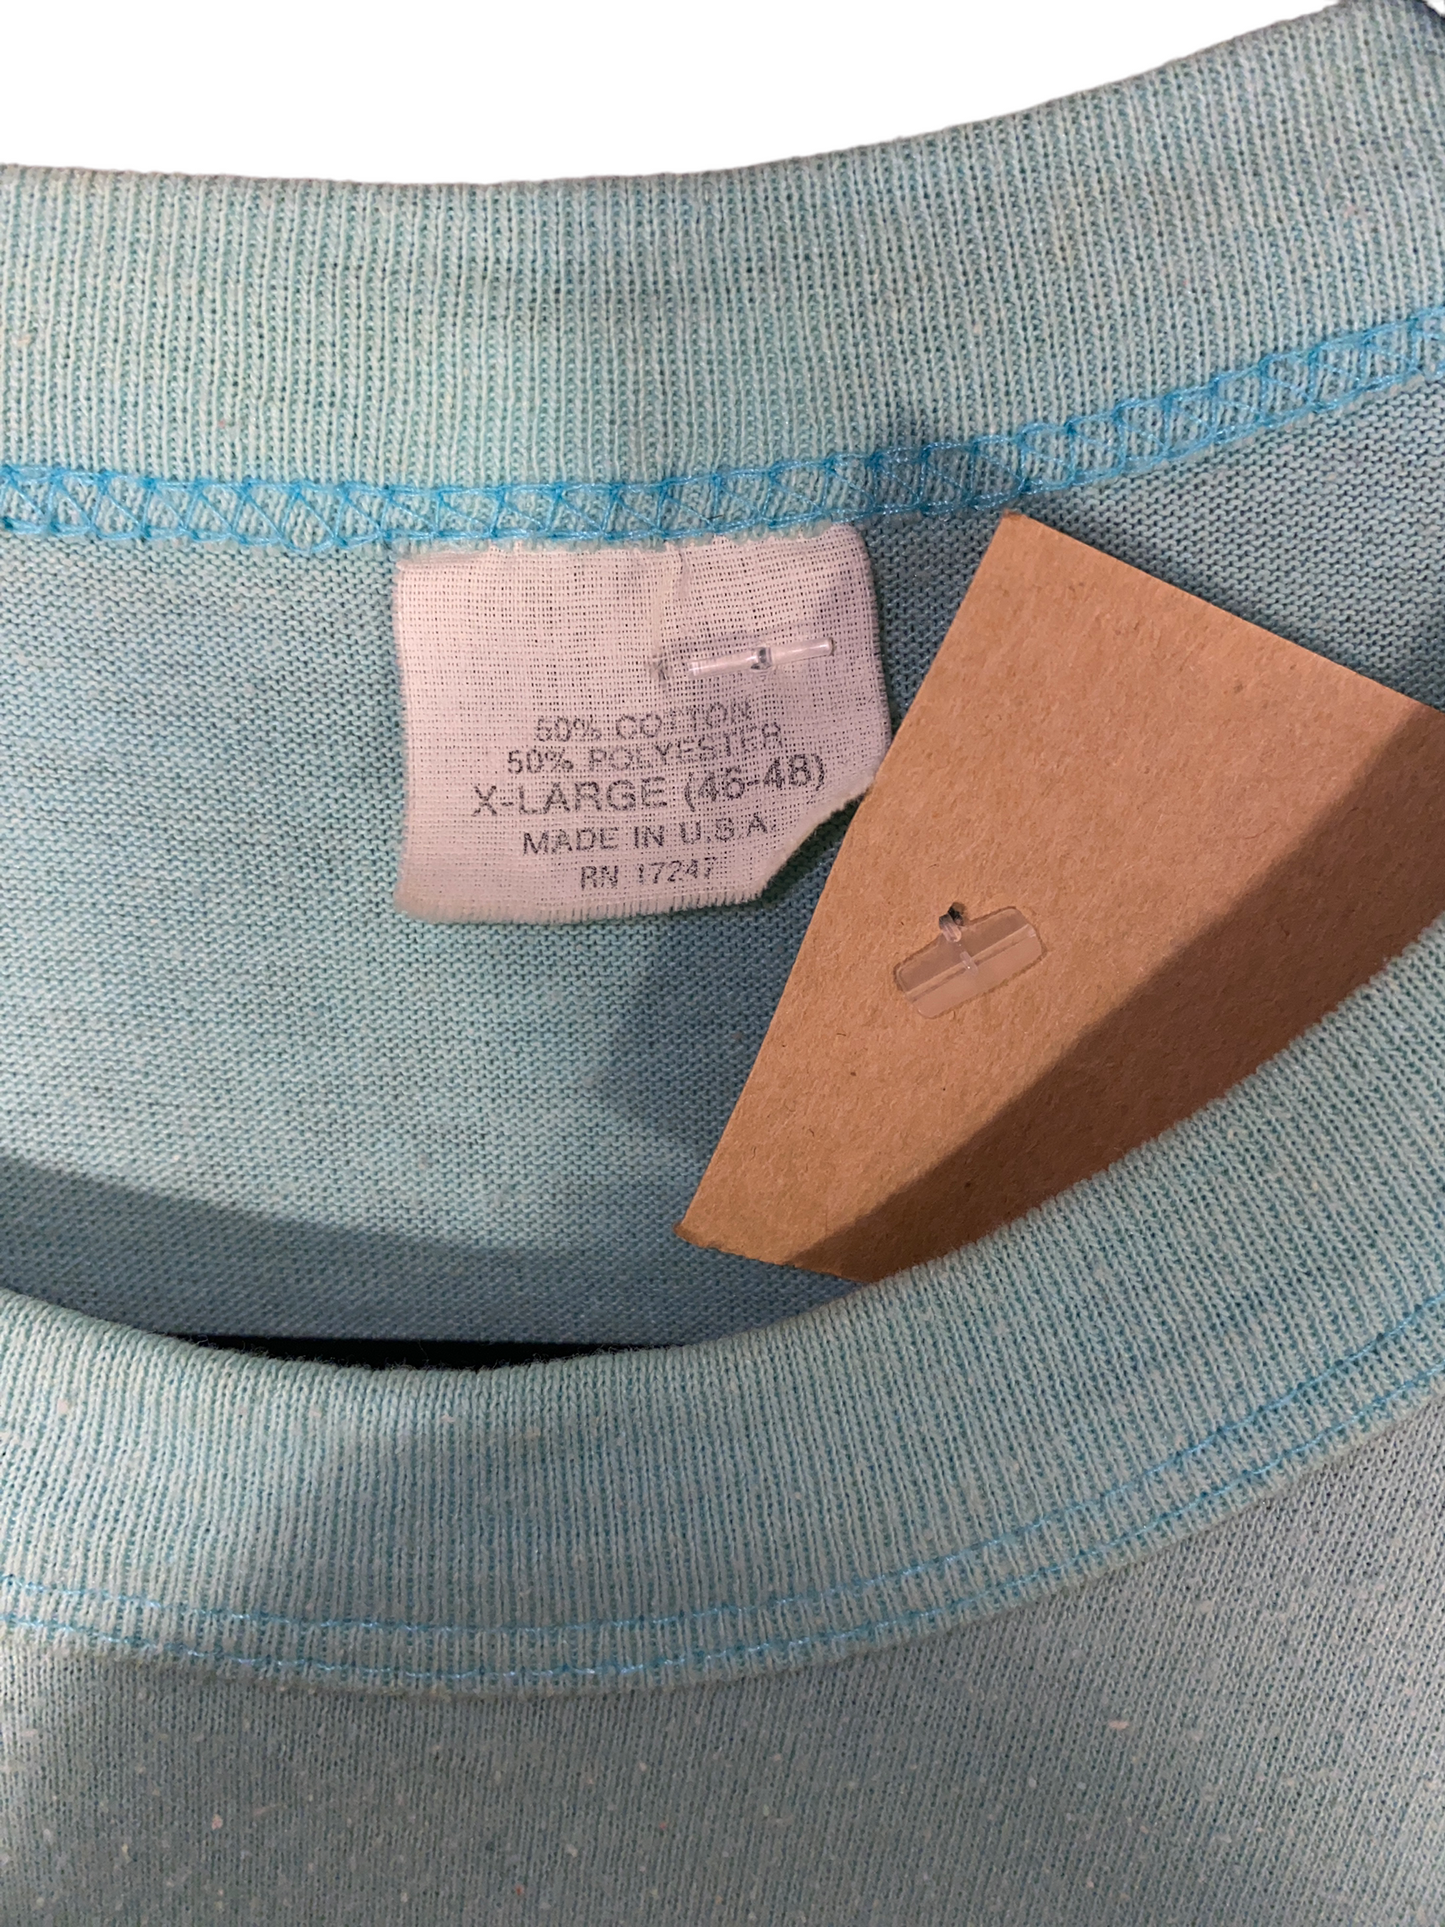 50% COTTON
50% POLYESTER
X-LARGE (46-48)
MADE IN U.S.A.
RN 17247